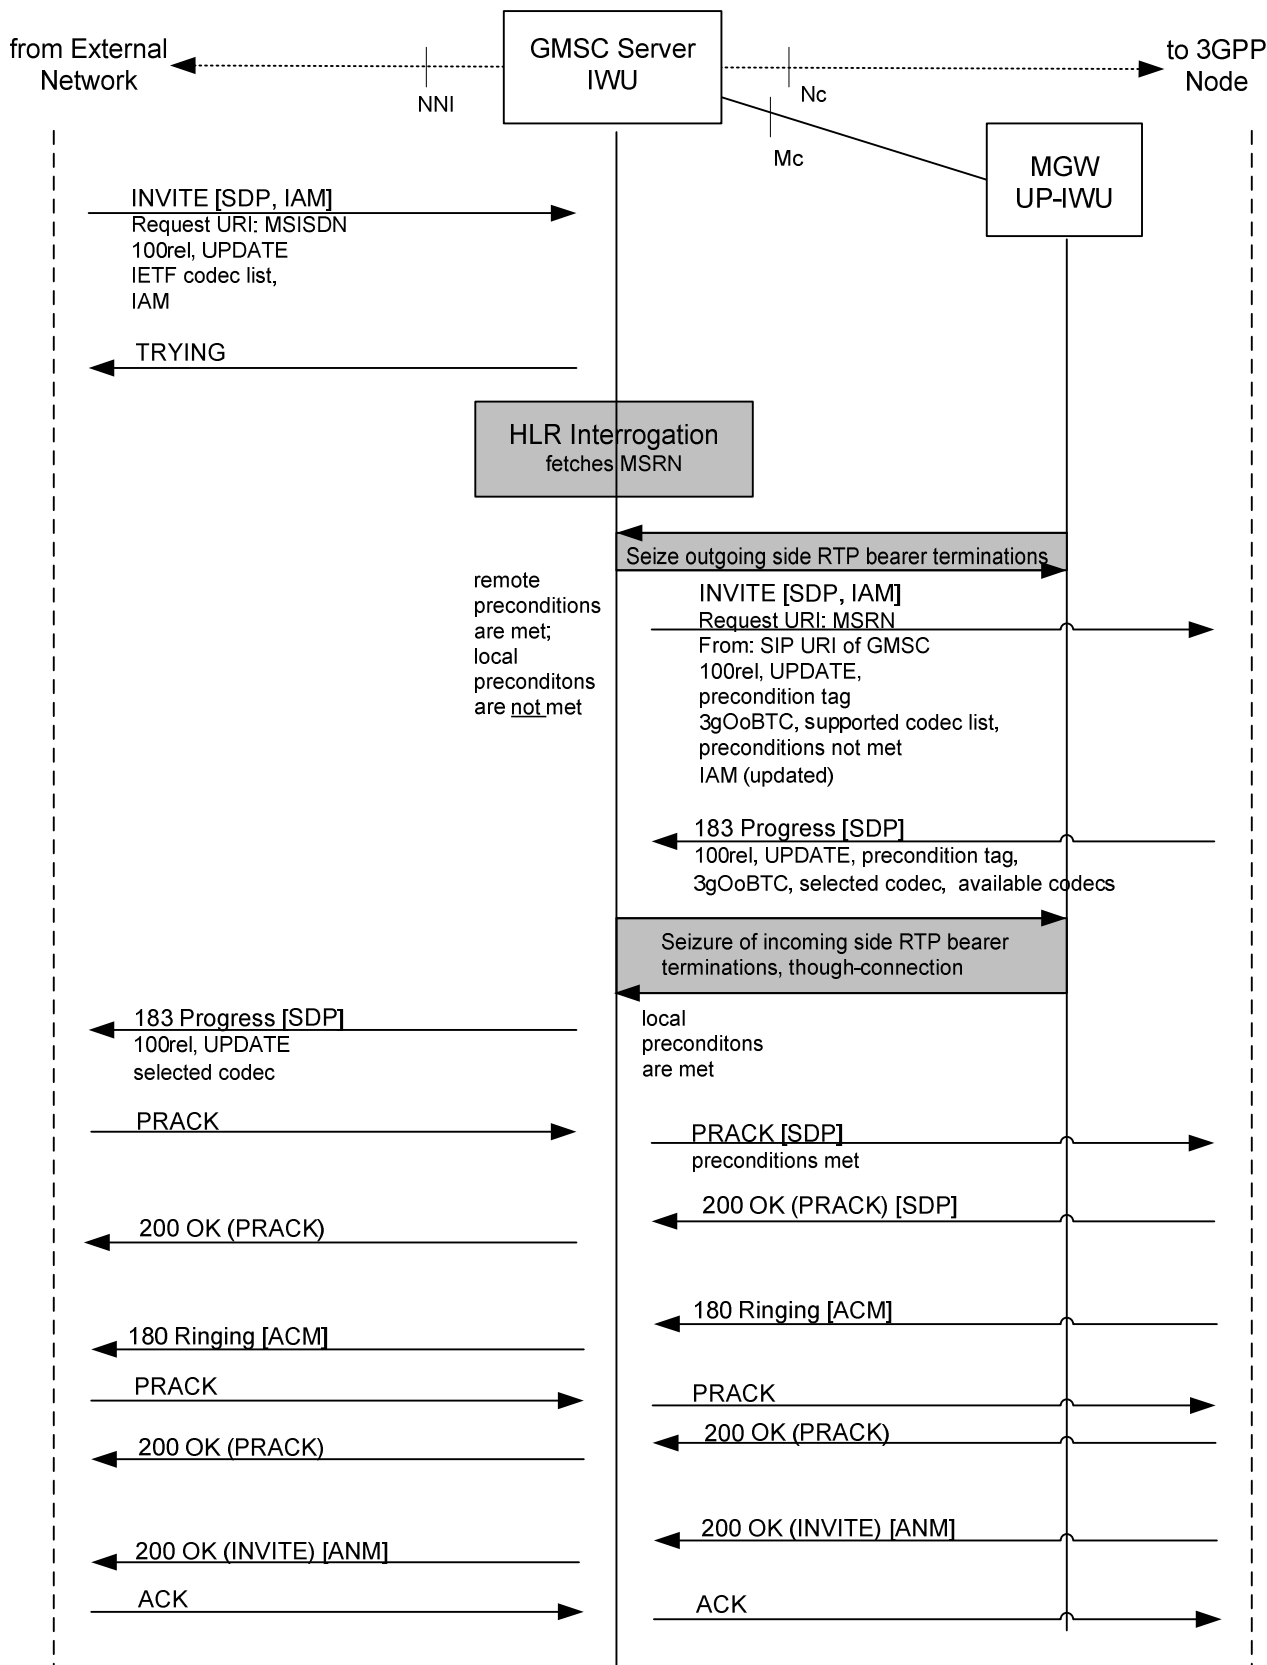 from External
Network
GMSC Server
IWU
to 3GPP
Node
NNI
Nc
Mc
MGW
UP-IWU
INVITE [SDP, IAM]
Request URI: MSISDN
100rel, UPDATE
IETF codec list,
IAM
TRYING
HLR Interrogation
fetches MSRN
Seize outgoing side RTP bearer terminations
remote
preconditions
are met;
local
preconditons
are not met
INVITE [SDP, IAM]
Request URI: MSRN
From: SIP URI of GMSC
100rel, UPDATE,
precondition tag
3gOoBTC, supported codec list,
preconditions not met
IAM (updated)
183 Progress [SDP]
100rel, UPDATE, precondition tag,
3gOoBTC, selected codec, available codecs
Seizure of incoming side RTP bearer
terminations, though-connection
183 Progress [SDP]
100rel, UPDATE
selected codec
local
preconditons
are met
PRACK
PRACK [SDP]
preconditions met
200 OK (PRACK) [SDP]
200 OK (PRACK)
180 Ringing [ACM]
180 Ringing [ACM]
PRACK
PRACK
200 OK (PRACK)
200 OK (PRACK)
200 OK (INVITE) [ANM]
200 OK (INVITE) [ANM]
ACK
ACK